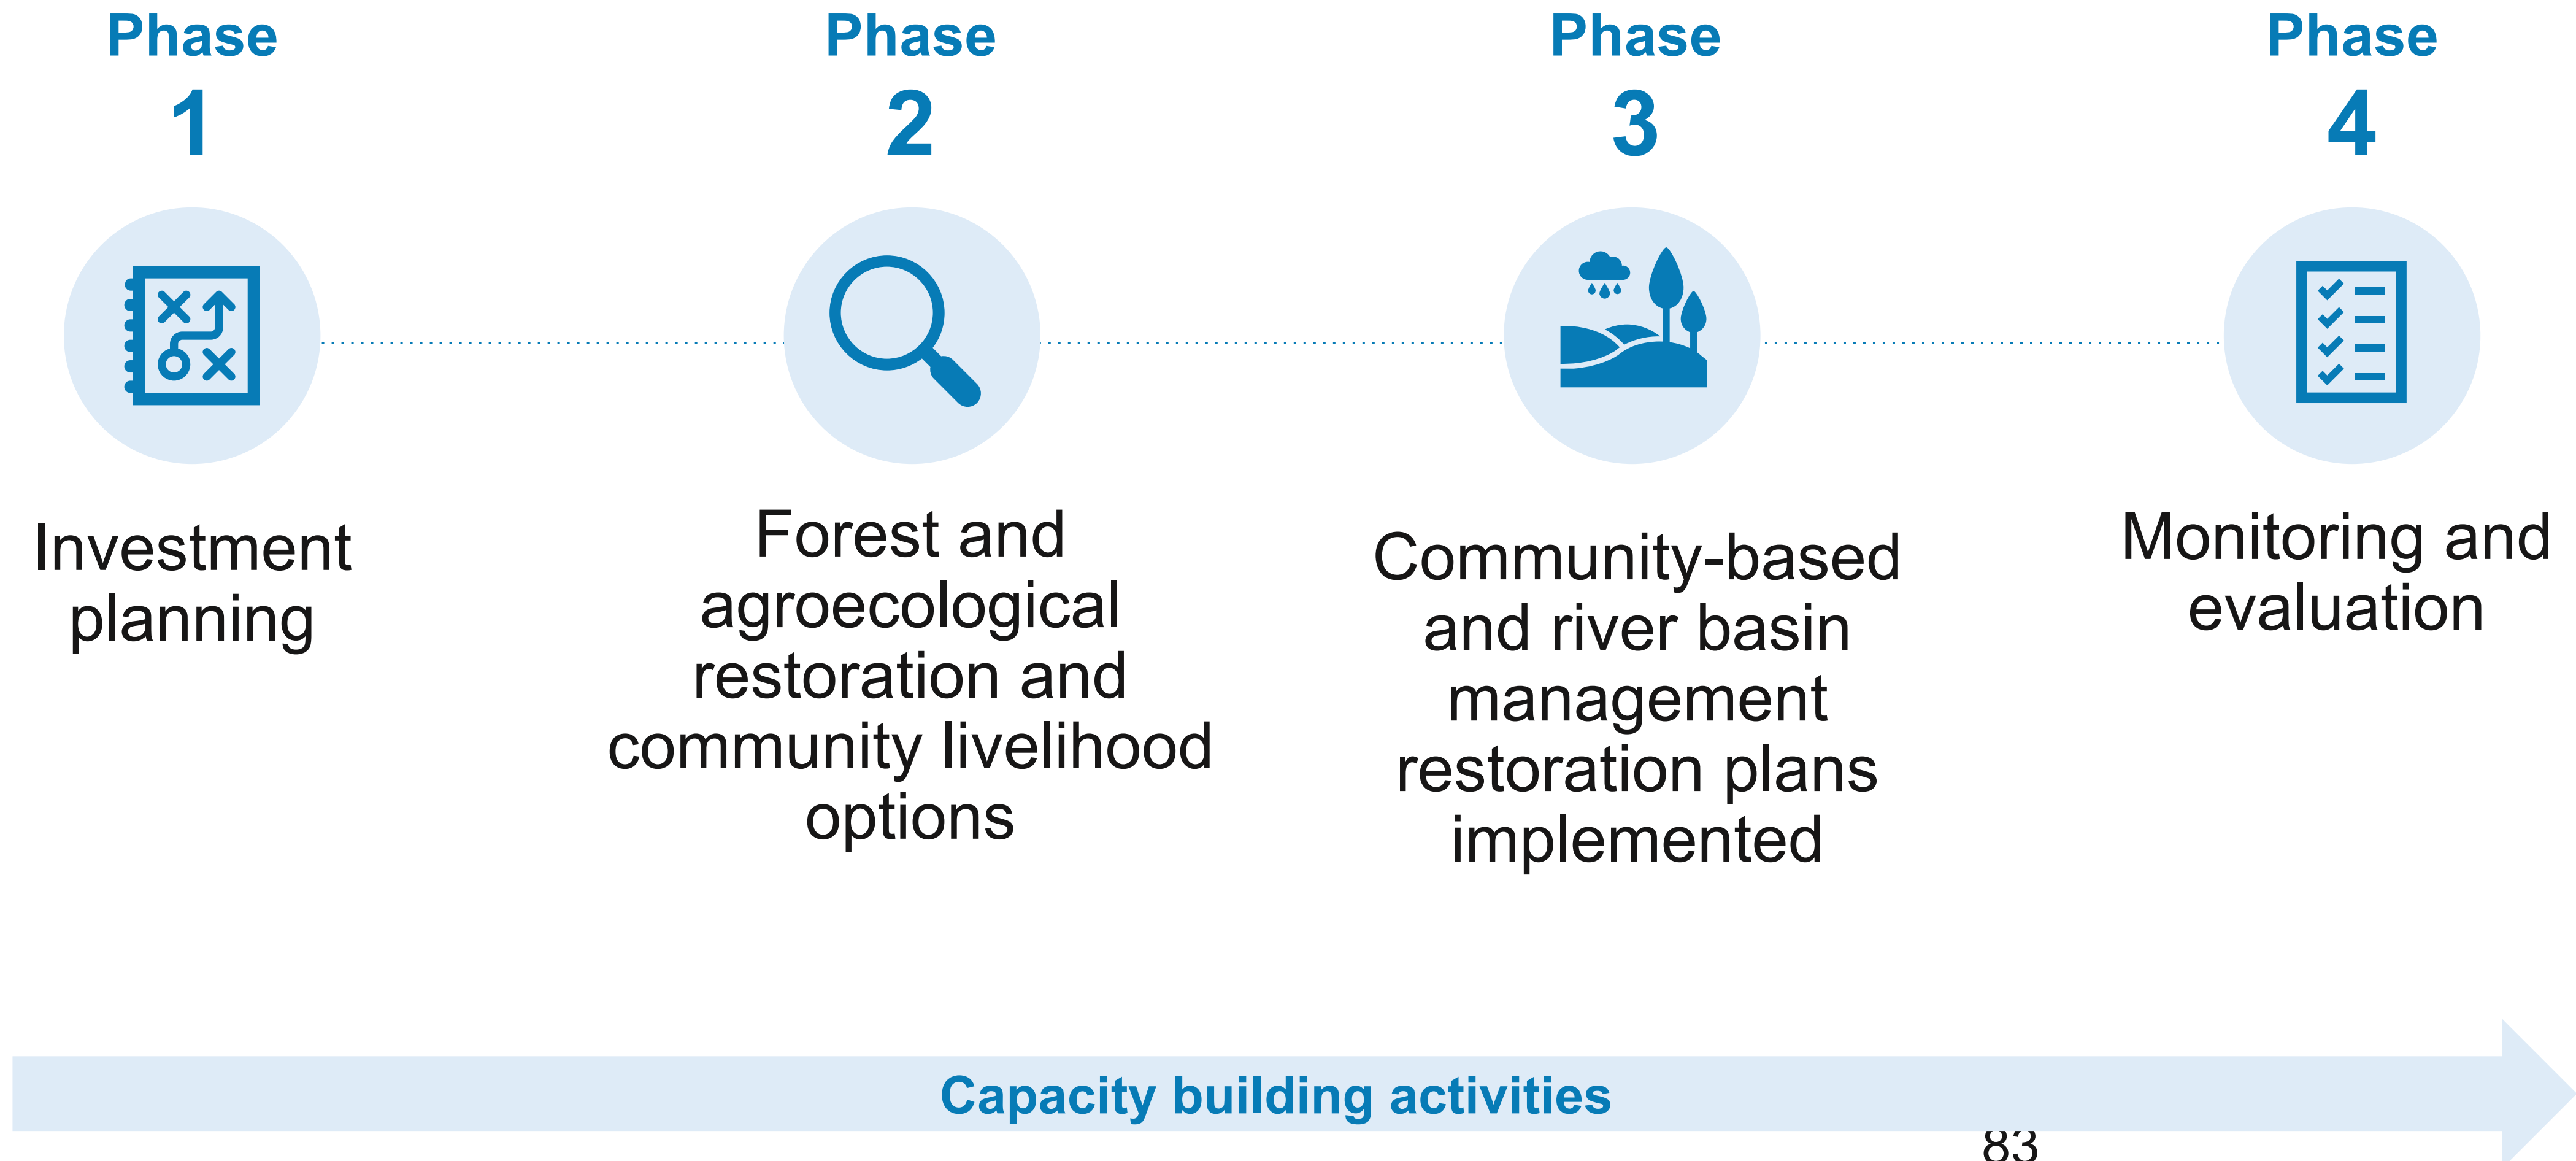 Phase
1
Phase
2
Phase
3
Phase
4
Investment
planning
Forest and
agroecological
restoration and
community livelihood
options
Community-based
and river basin
management
restoration plans
implemented
Monitoring and
evaluation
Capacity building activities
83